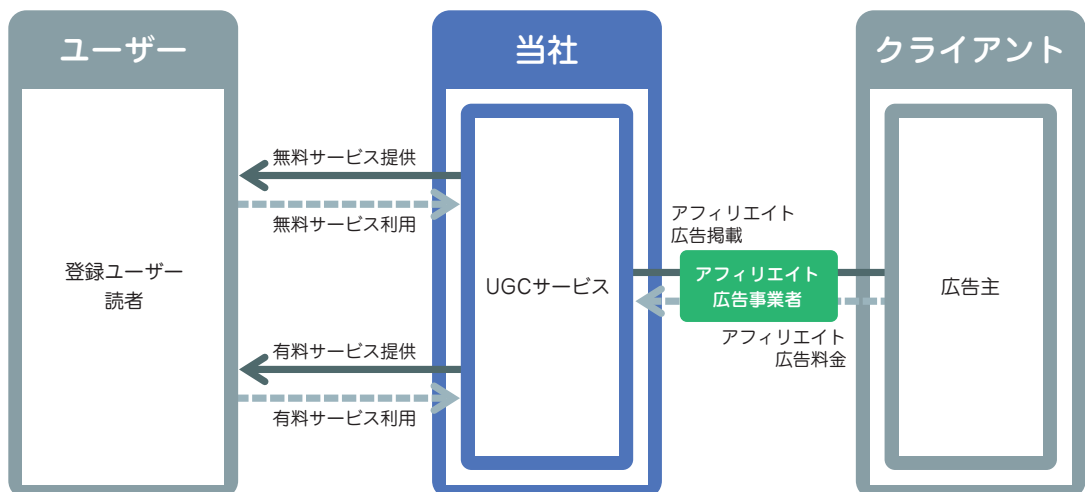 ユーザー
当社
クライアント
無料サービス提供
無料サービス利用
アフィリエイト
広告掲載
登録ユーザー
読者
UGCサービス
アフィリエイト
広告事業者
広告主
アフィリエイト
広告料金
有料サービス提供
有料サービス利用